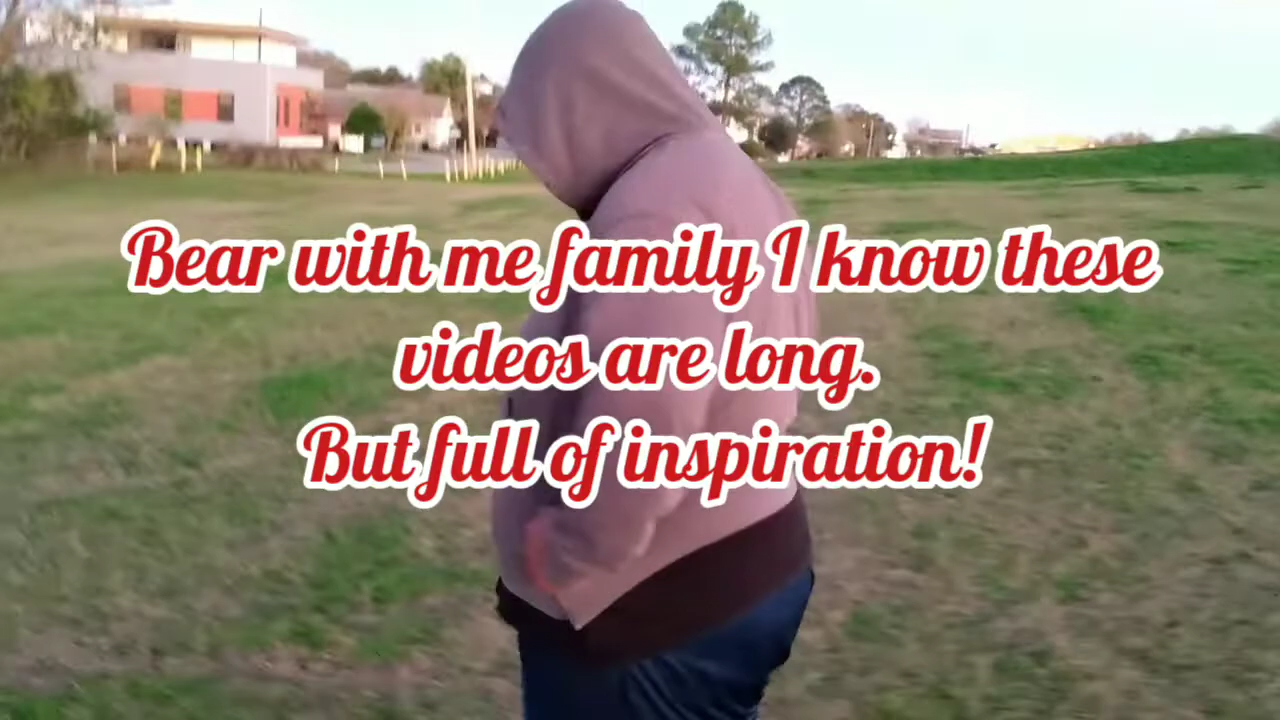 Bear with me family I know these
videos are long.
But full of inspiration!